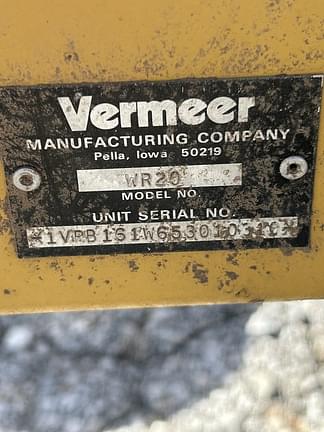 Vermeer
MANUFACTURING COMPANY
Pella, Iowa 50219
WR20
MODEL NO.
UNIT SERIAL NO.